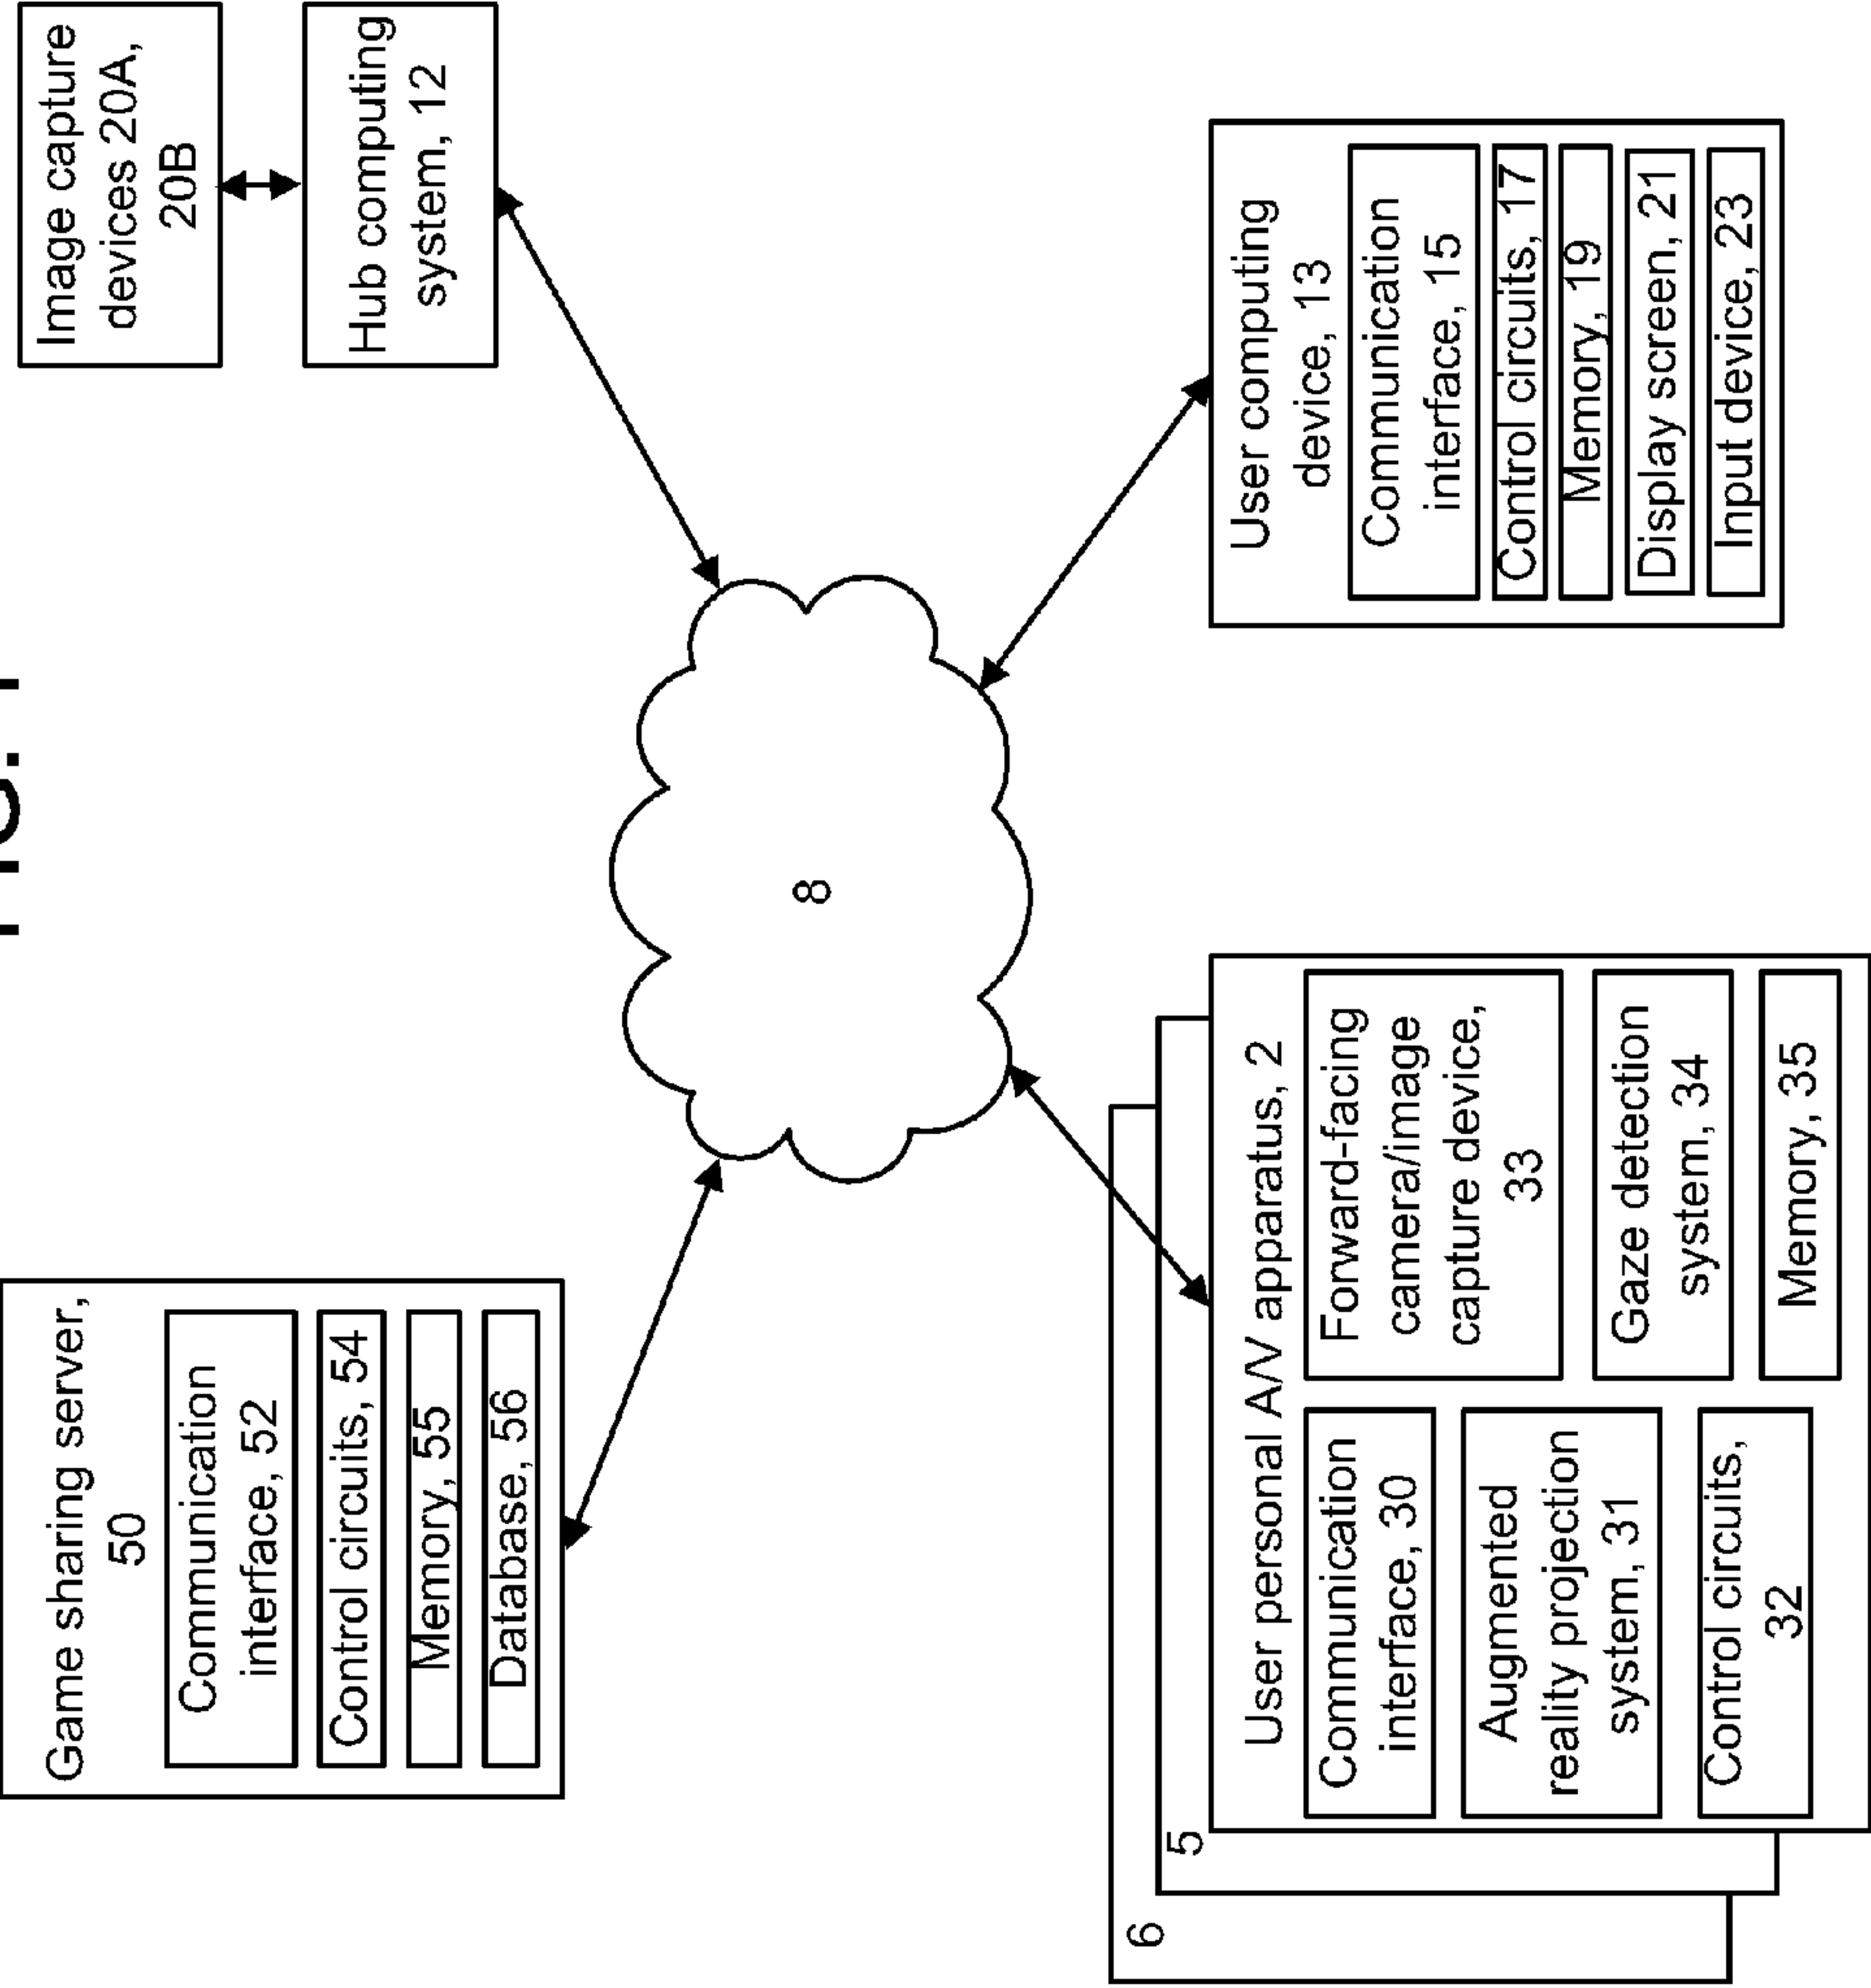 Game sharing server,
50
Communication
interface, 52
Control circuits, 54
Memory, 55
Database, 56
Image capture
devices 20A,
20B
Hub computing
system, 12
8
6
5
User personal A/V apparatus, 2
Communication
interface, 30
Augmented
reality projection
system, 31
Control circuits,
32
Forward-facing
camera/image
capture device,
33
Gaze detection
system, 34
Memory, 35
User computing
device, 13
Communication
interface, 15
Control circuits, 17
Memory, 19
Display screen, 21
Input device, 23